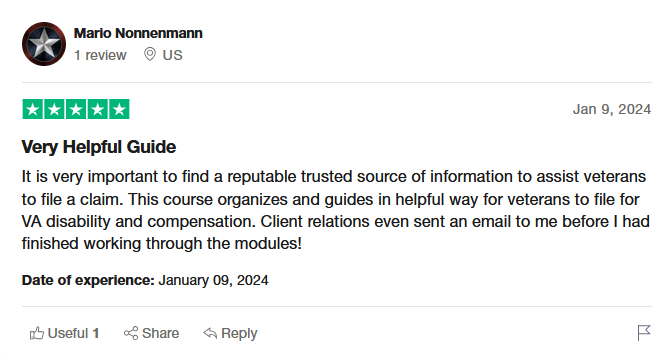 Mario Nonnenmann
1 review US
Jan 9, 2024
Very Helpful Guide
It is very important to find a reputable trusted source of information to assist veterans
to file a claim. This course organizes and guides in helpful way for veterans to file for
VA disability and compensation. Client relations even sent an email to me before I had
finished working through the modules!
Date of experience: January 09, 2024
Useful 1 Share Reply